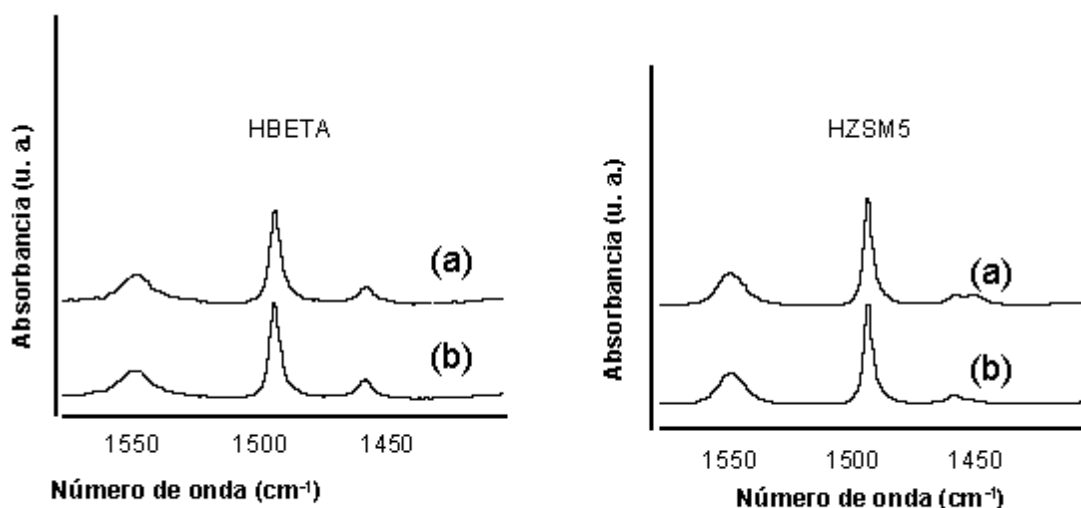 HBETA
Absorbancia (u. a.)
(a)
(b)
1550 1500 1450
Número de onda (cm⁻¹)
HZSM5
Absorbancia (u. a.)
(a)
(b)
1550 1500 1450
Número de onda (cm⁻¹)